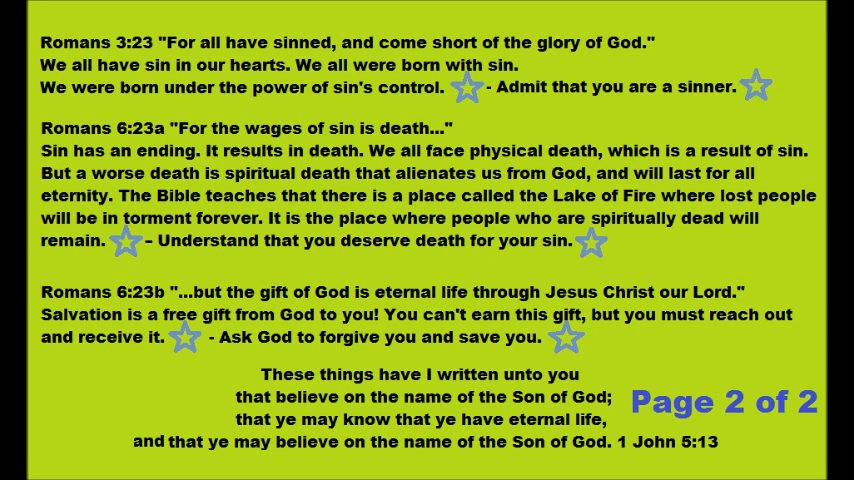 Romans 3:23 "For all have sinned, and come short of the glory of God."
We all have sin in our hearts. We all were born with sin.
We were born under the power of sin's control. - Admit that you are a sinner.
Romans 6:23a "For the wages of sin is death..."
Sin has an ending. It results in death. We all face physical death, which is a result of sin.
But a worse death is spiritual death that alienates us from God, and will last for all
eternity. The Bible teaches that there is a place called the Lake of Fire where lost people
will be in torment forever. It is the place where people who are spiritually dead will
remain. – Understand that you deserve death for your sin.
Romans 6:23b "...but the gift of God is eternal life through Jesus Christ our Lord."
Salvation is a free gift from God to you! You can't earn this gift, but you must reach out
and receive it. - Ask God to forgive you and save you.
These things have I written unto you
that believe on the name of the Son of God;
that ye may know that ye have eternal life,
and that ye may believe on the name of the Son of God. 1 John 5:13
Page 2 of 2